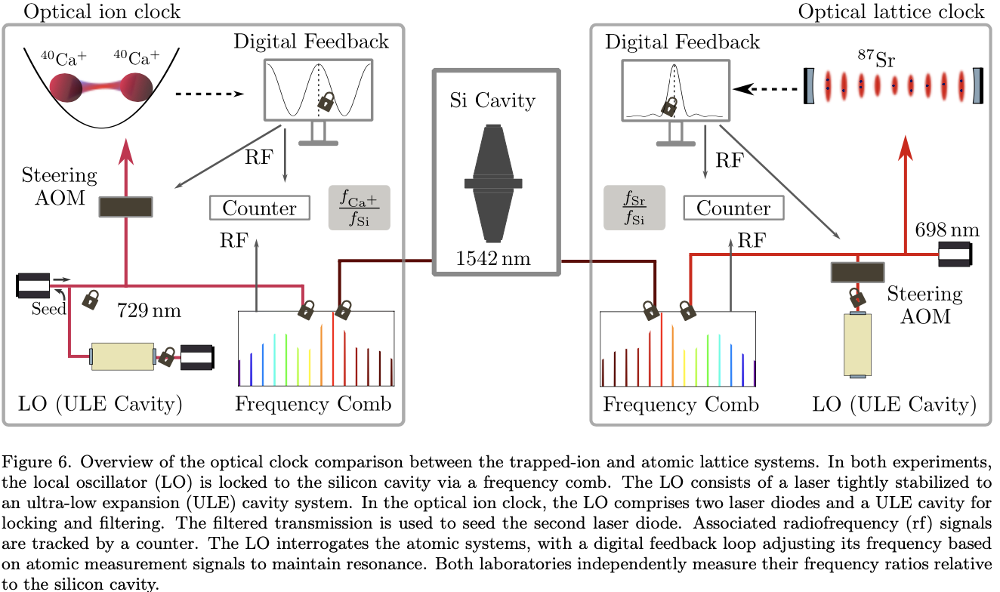 Optical ion clock
Optical lattice clock
⁴⁰Ca⁺
⁴⁰Ca⁺
Digital Feedback
RF
Steering
AOM
Counter
f_Ca⁺
f_Si
RF
Seed
729 nm
LO (ULE Cavity)
Frequency Comb
Si Cavity
1542 nm
Digital Feedback
⁸⁷Sr
RF
f_Sr
f_Si
Counter
RF
698 nm
Steering
AOM
Frequency Comb
LO (ULE Cavity)
Figure 6. Overview of the optical clock comparison between the trapped-ion and atomic lattice systems. In both experiments,
the local oscillator (LO) is locked to the silicon cavity via a frequency comb. The LO consists of a laser tightly stabilized to
an ultra-low expansion (ULE) cavity system. In the optical ion clock, the LO comprises two laser diodes and a ULE cavity for
locking and filtering. The filtered transmission is used to seed the second laser diode. Associated radiofrequency (rf) signals
are tracked by a counter. The LO interrogates the atomic systems, with a digital feedback loop adjusting its frequency based
on atomic measurement signals to maintain resonance. Both laboratories independently measure their frequency ratios relative
to the silicon cavity.